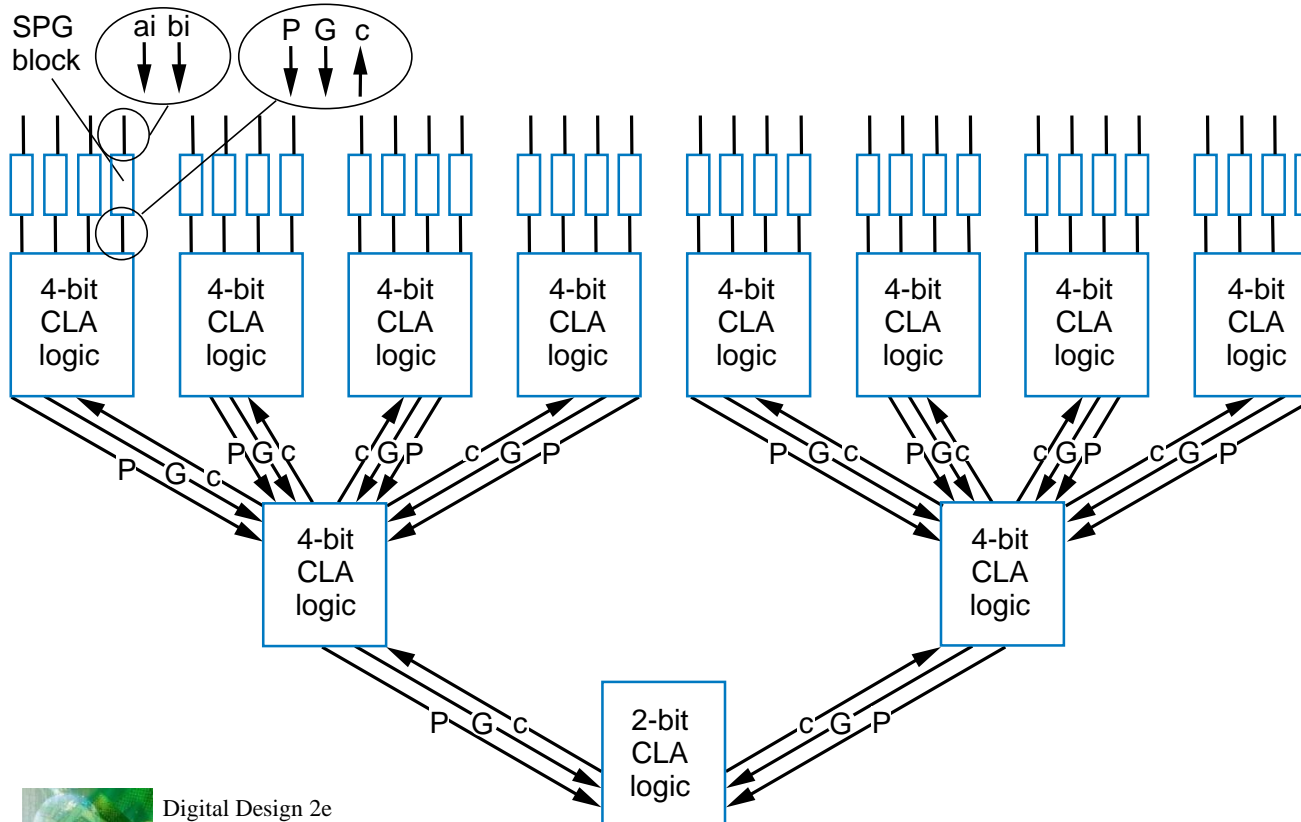 SPG
block
ai bi
P G c
4-bit
CLA
logic
4-bit
CLA
logic
4-bit
CLA
logic
4-bit
CLA
logic
4-bit
CLA
logic
4-bit
CLA
logic
4-bit
CLA
logic
4-bit
CLA
logic
P G c
P G c
c G P
c G P
P G c
P G c
c G P
c G P
4-bit
CLA
logic
4-bit
CLA
logic
P G c
c G P
2-bit
CLA
logic
Digital Design 2e